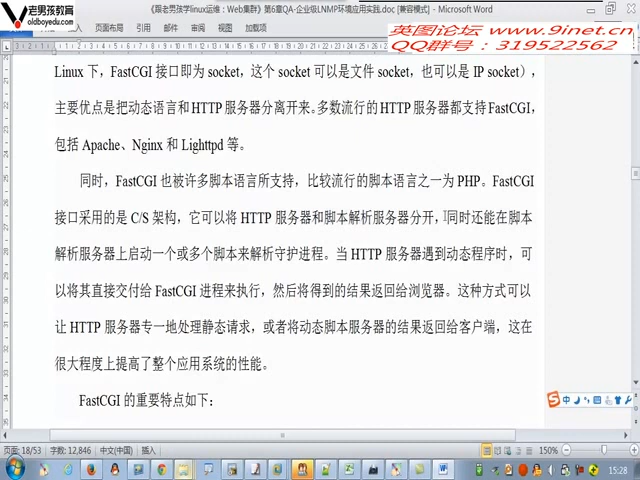 老男孩教育
oldboyedu.com
《跟老男孩学linux运维：Web集群》第6章QA-企业级LNMP环境应用实践.doc [兼容模式] - Microsoft Word
英图论坛 www.9inet.cn
QQ群号：319522562
页面布局 引用 邮件 审阅 视图 加载项
Linux 下，FastCGI 接口即为 socket，这个 socket 可以是文件 socket，也可以是 IP socket），
主要优点是把动态语言和 HTTP 服务器分离开来。多数流行的 HTTP 服务器都支持 FastCGI，
包括 Apache、Nginx 和 Lighttpd 等。
同时，FastCGI 也被许多脚本语言所支持，比较流行的脚本语言之一为 PHP。FastCGI
接口采用的是 C/S 架构，它可以将 HTTP 服务器和脚本解析服务器分开，同时还能在脚本
解析服务器上启动一个或多个脚本来解析守护进程。当 HTTP 服务器遇到动态程序时，可
以将其直接交付给 FastCGI 进程来执行，然后将得到的结果返回给浏览器。这种方式可以
让 HTTP 服务器专一地处理静态请求，或者将动态脚本服务器的结果返回给客户端，这在
很大程度上提高了整个应用系统的性能。
FastCGI 的重要特点如下：
中
页面：18/53 字数：12,846 中文(中国) 插入 150%
15:28